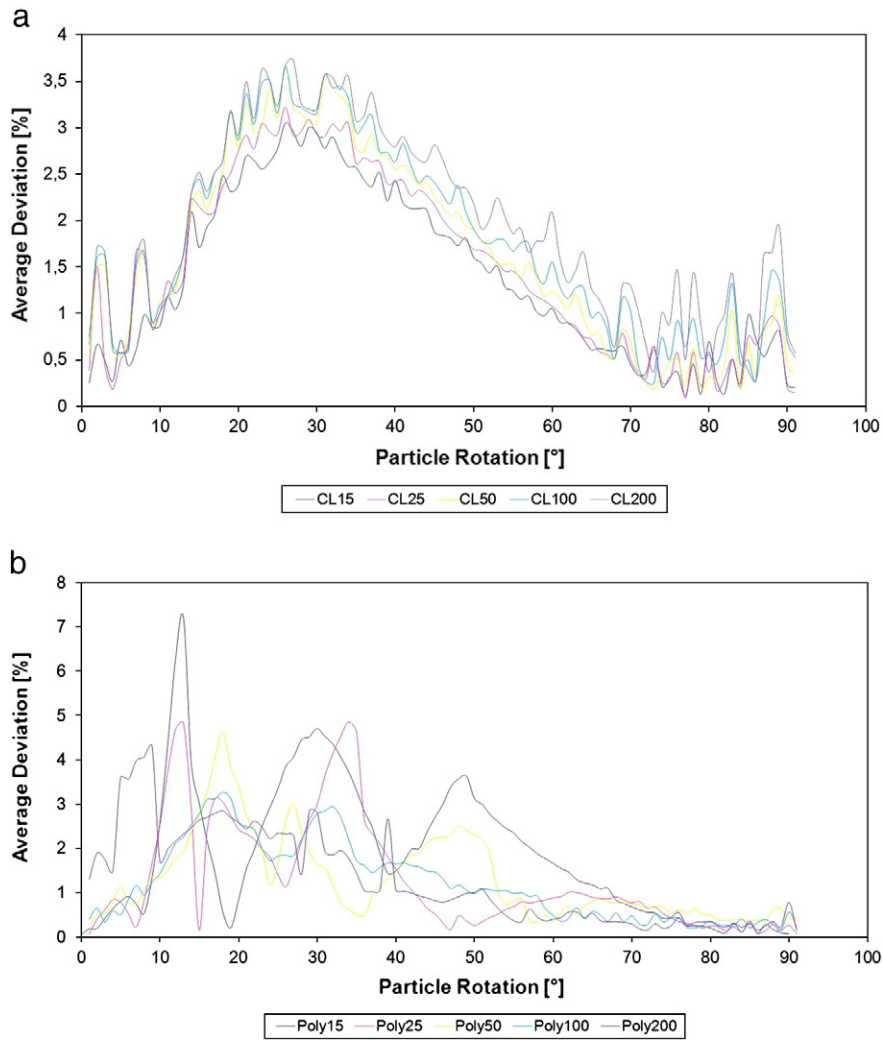 a
4
3,5
3
2,5
2
1,5
1
0,5
0
Average Deviation [%]
0 10 20 30 40 50 60 70 80 90 100
Particle Rotation [°]
CL15 CL25 CL50 CL100 CL200
b
8
7
6
5
4
3
2
1
0
Average Deviation [%]
0 10 20 30 40 50 60 70 80 90 100
Particle Rotation [°]
Poly15 Poly25 Poly50 Poly100 Poly200